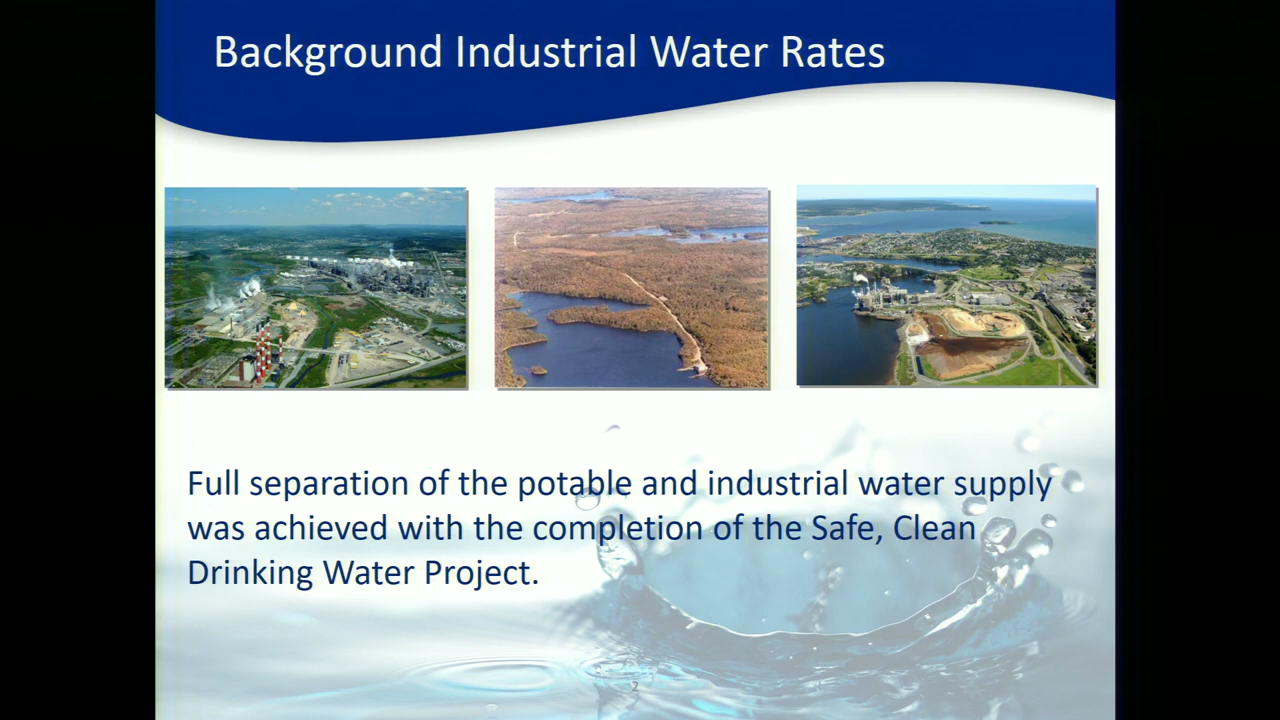 Background Industrial Water Rates
Full separation of the potable and industrial water supply
was achieved with the completion of the Safe, Clean
Drinking Water Project.
2